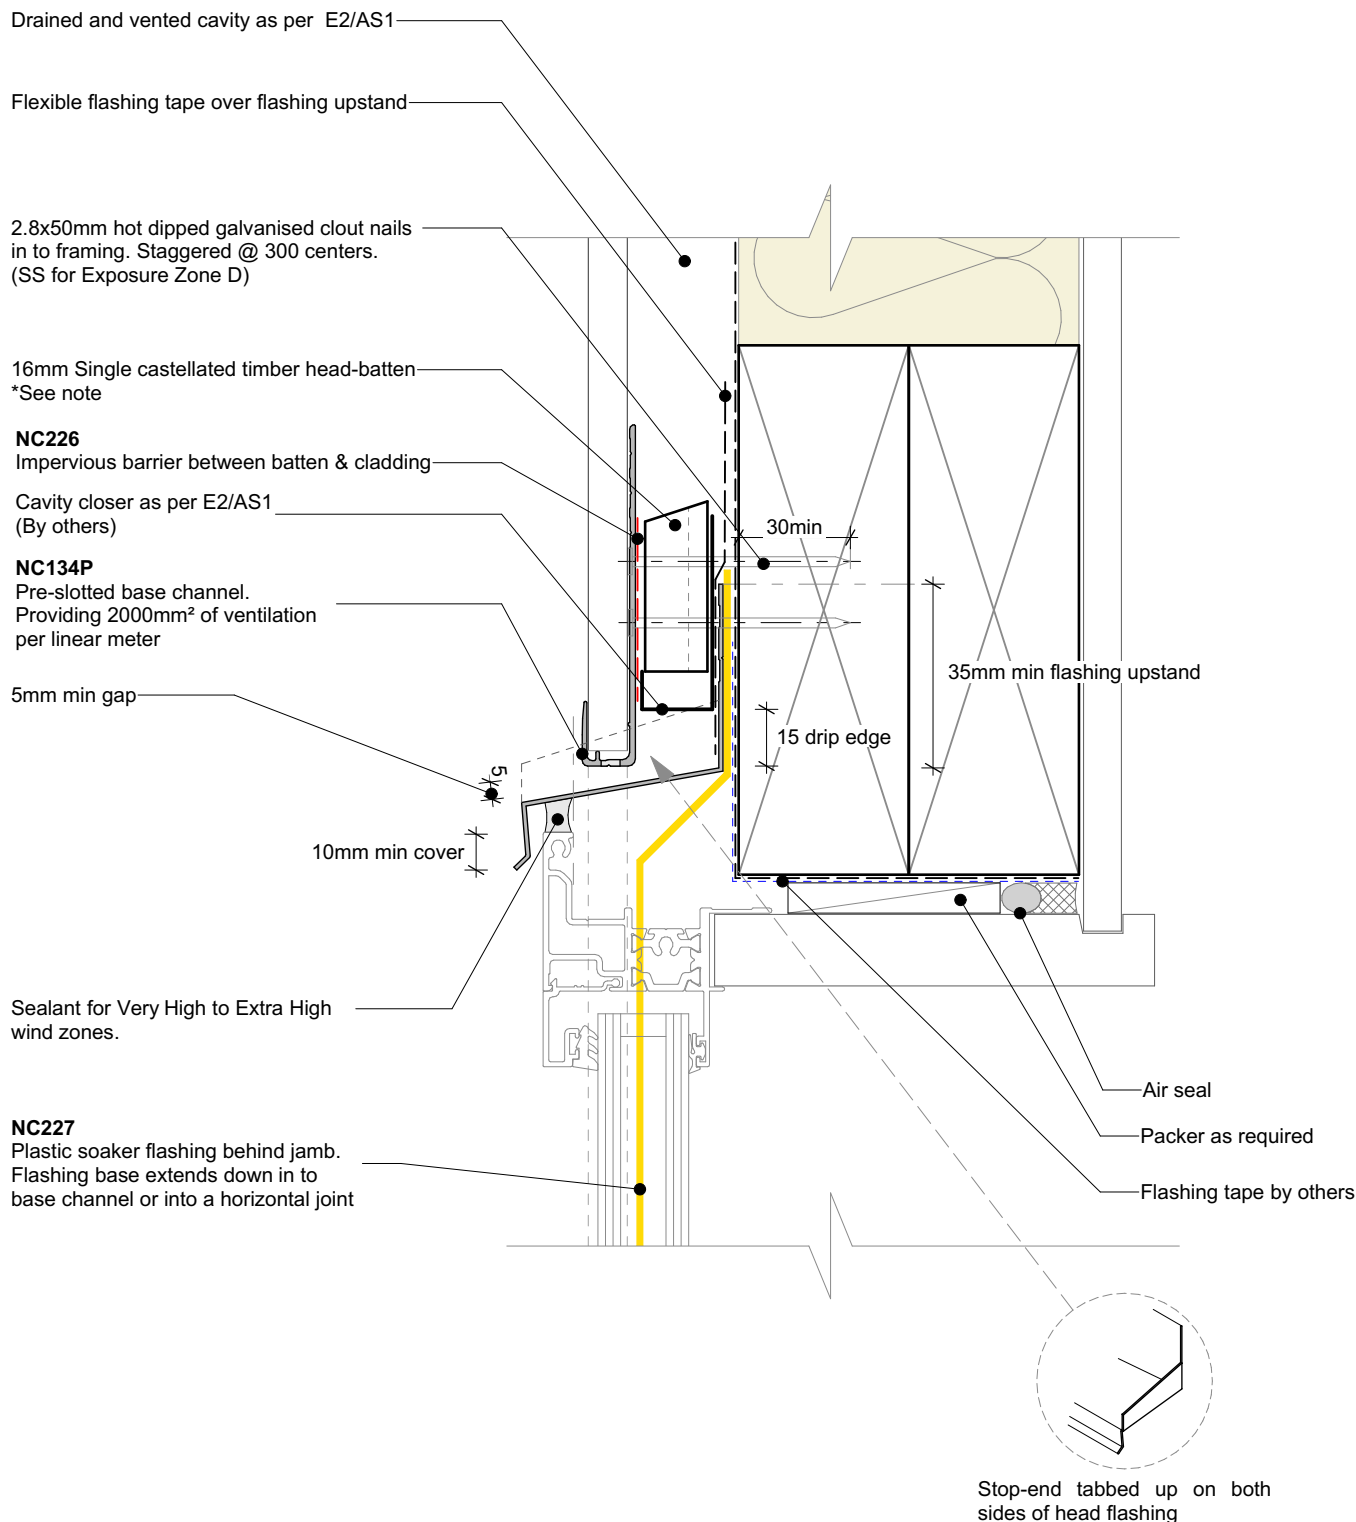 Drained and vented cavity as per E2/AS1
Flexible flashing tape over flashing upstand
2.8x50mm hot dipped galvanised clout nails
in to framing. Staggered @ 300 centers.
(SS for Exposure Zone D)
16mm Single castellated timber head-batten
*See note
NC226
Impervious barrier between batten & cladding
Cavity closer as per E2/AS1
(By others)
30min
NC134P
Pre-slotted base channel.
Providing 2000mm² of ventilation
per linear meter
35mm min flashing upstand
5mm min gap
15 drip edge
5
10mm min cover
Sealant for Very High to Extra High
wind zones.
Air seal
Packer as required
Flashing tape by others
NC227
Plastic soaker flashing behind jamb.
Flashing base extends down in to
base channel or into a horizontal joint
Stop-end tabbed up on both
sides of head flashing